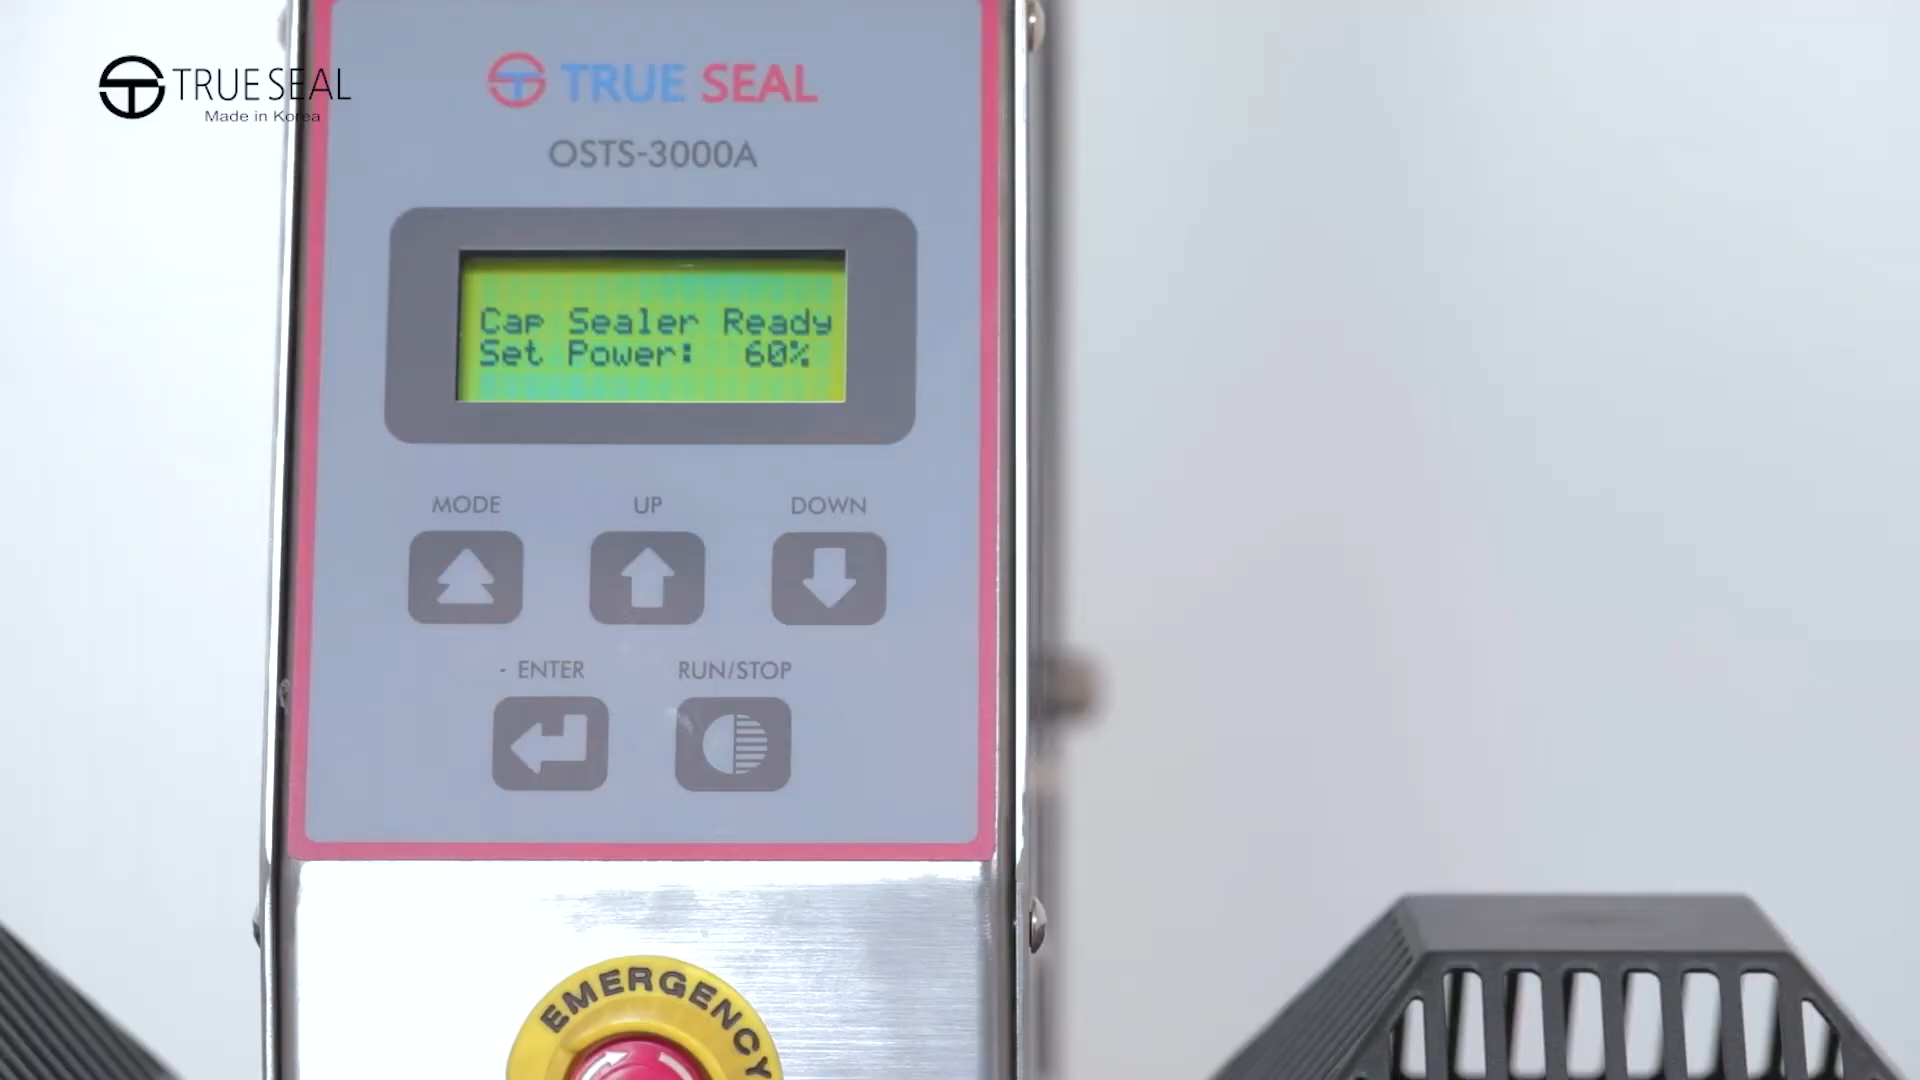 TRUE SEAL
Made in Korea
TRUE SEAL
OSTS-3000A
Cap Sealer Ready
Set Power: 60%
MODE UP DOWN
- ENTER RUN/STOP
EMERGENCY